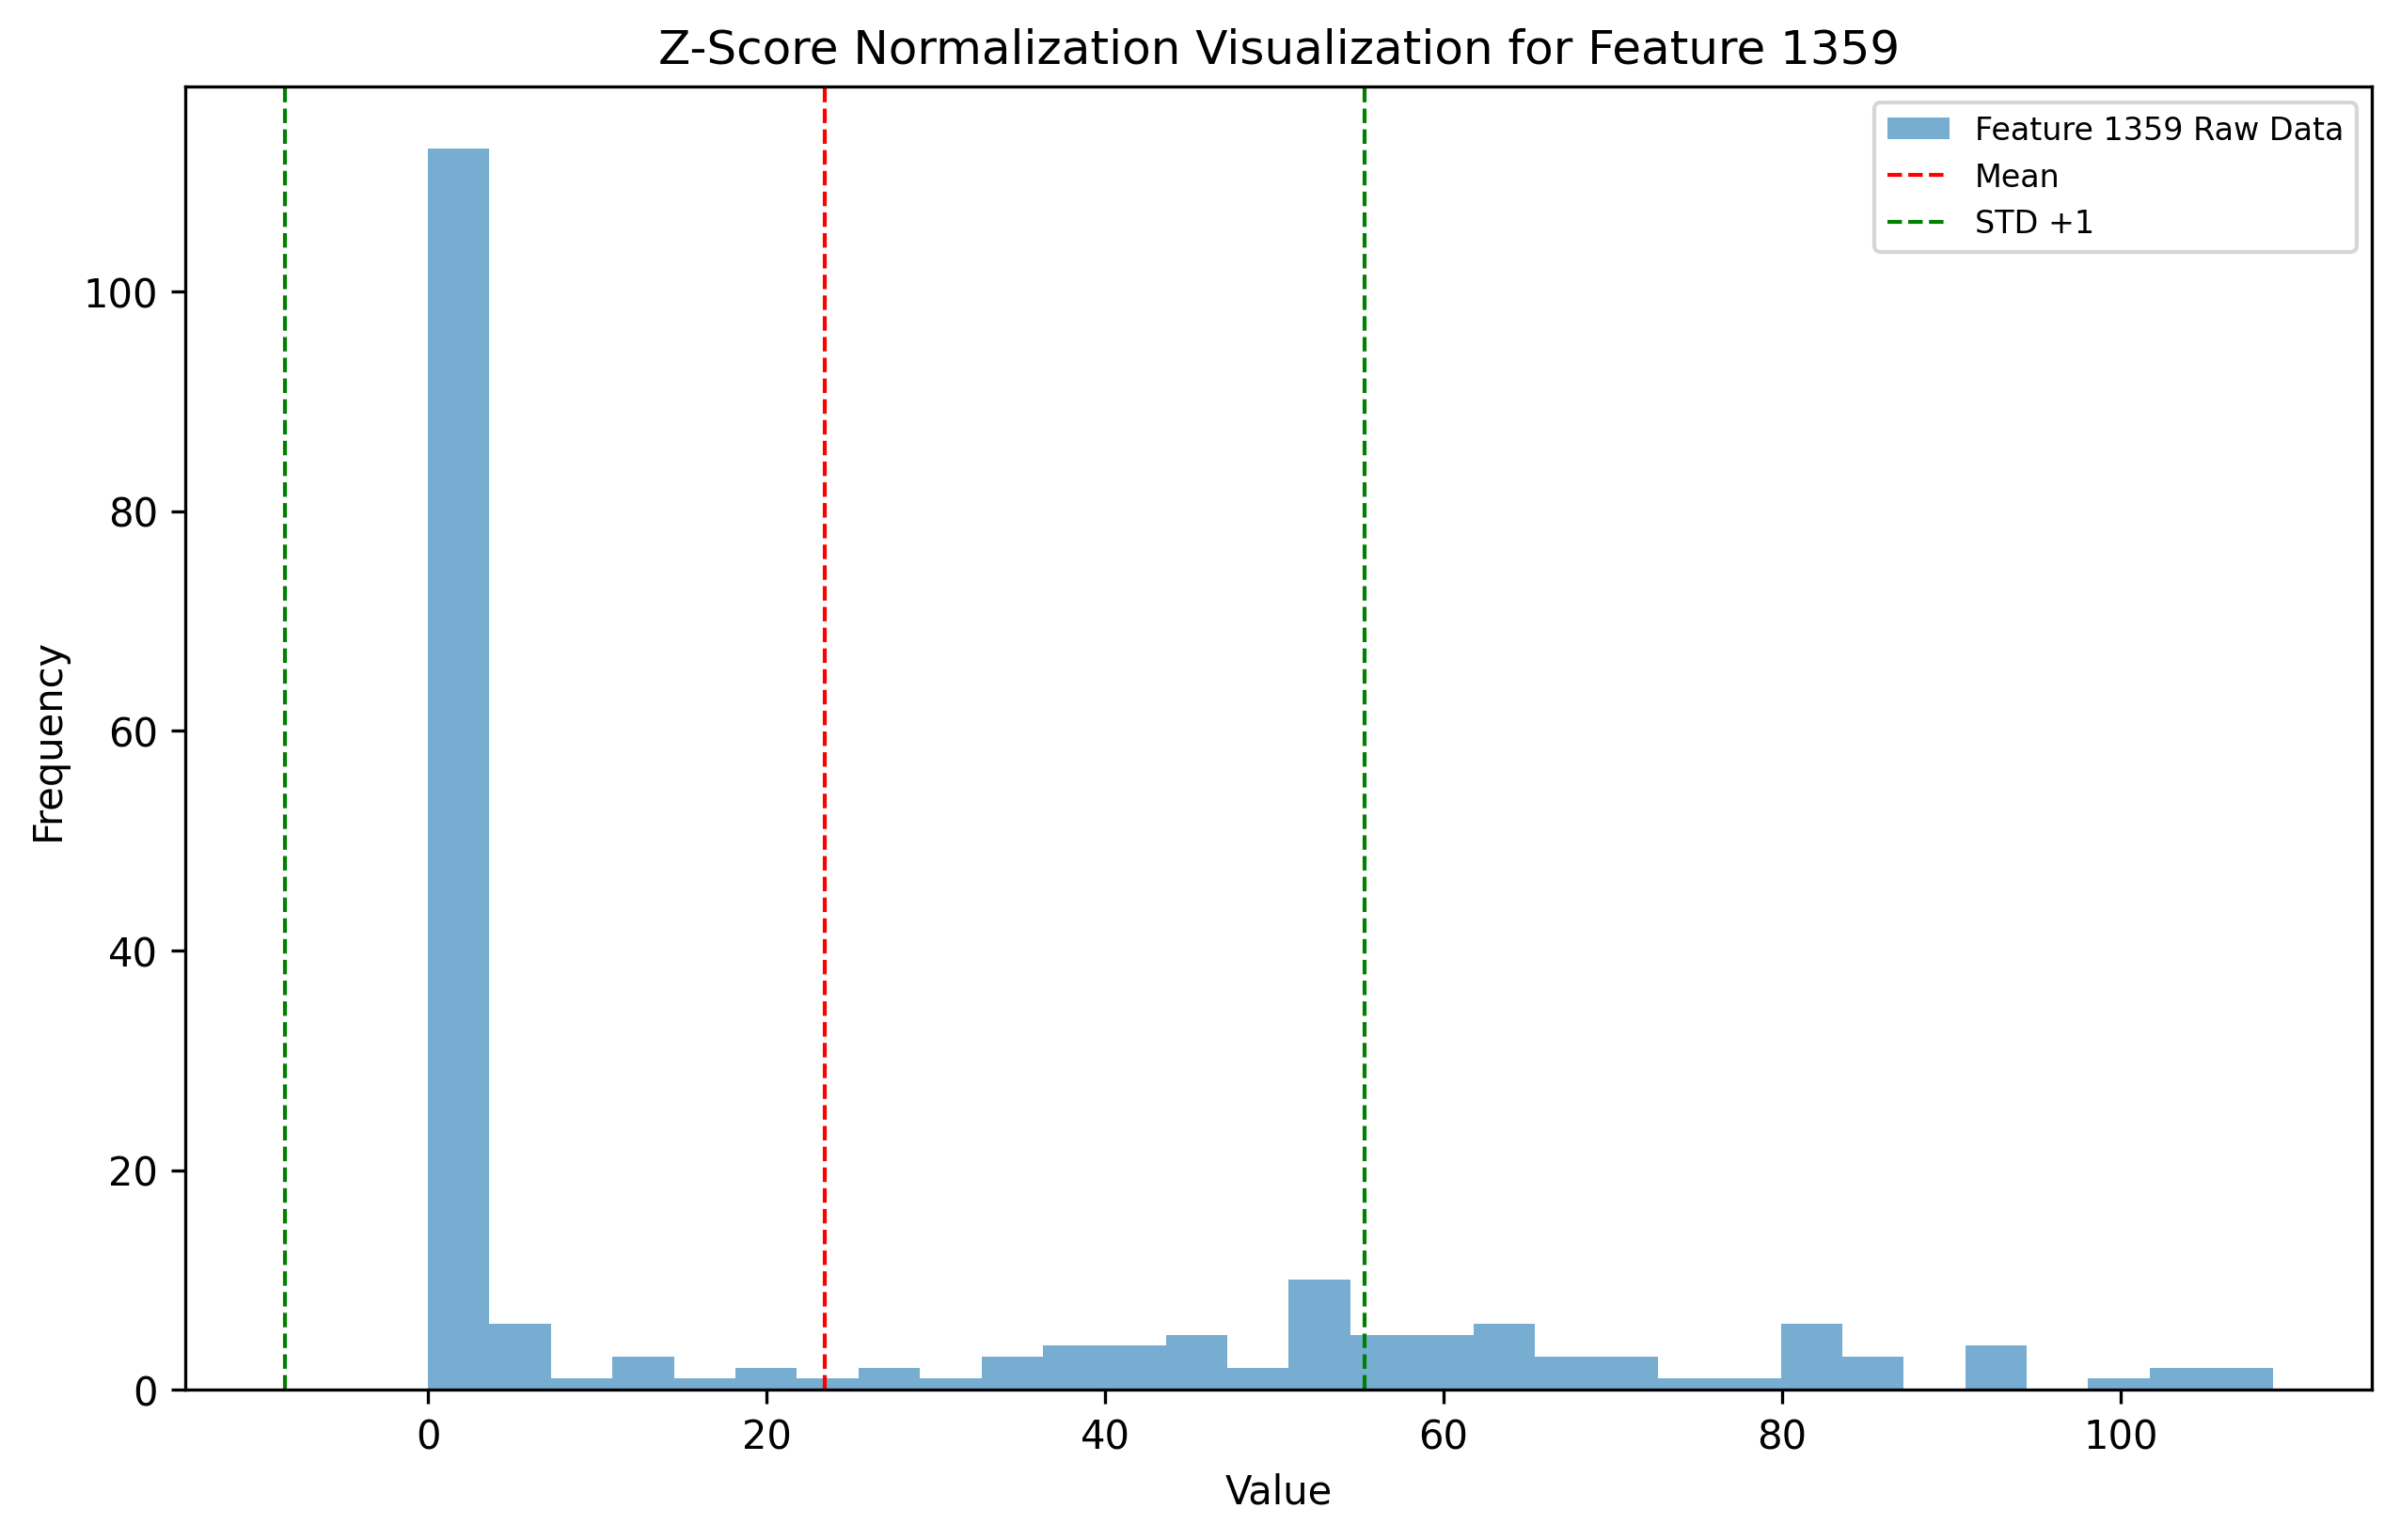 Z-Score Normalization Visualization for Feature 1359
Feature 1359 Raw Data
Mean
STD +1
Frequency
100
80
60
40
20
0
0 20 40 60 80 100
Value